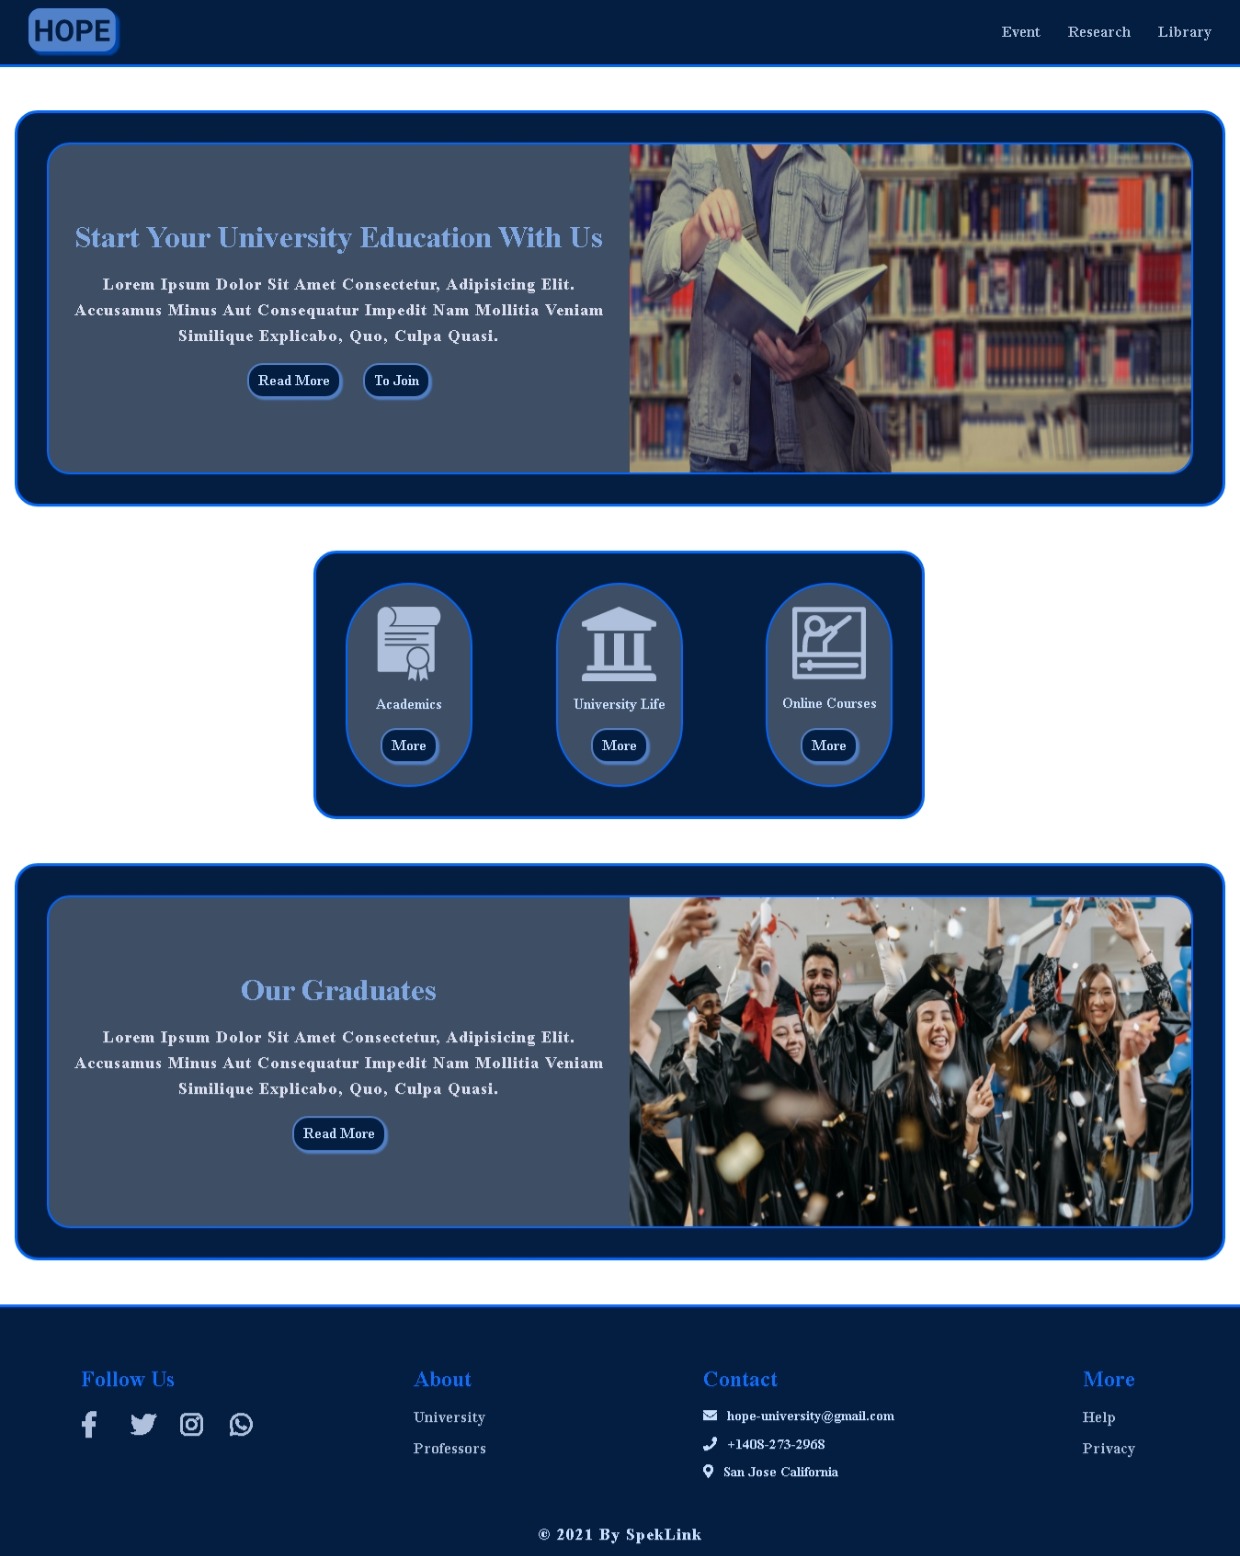 HOPE
Event Research Library
Start Your University Education With Us
Lorem Ipsum Dolor Sit Amet Consectetur, Adipisicing Elit.
Accusamus Minus Aut Consequatur Impedit Nam Mollitia Veniam
Similique Explicabo, Quo, Culpa Quasi.
Read More To Join
Academics
More
University Life
More
Online Courses
More
Our Graduates
Lorem Ipsum Dolor Sit Amet Consectetur, Adipisicing Elit.
Accusamus Minus Aut Consequatur Impedit Nam Mollitia Veniam
Similique Explicabo, Quo, Culpa Quasi.
Read More
Follow Us
About
University
Professors
Contact
hope-university@gmail.com
+1408-273-2968
San Jose California
More
Help
Privacy
© 2021 By SpekLink